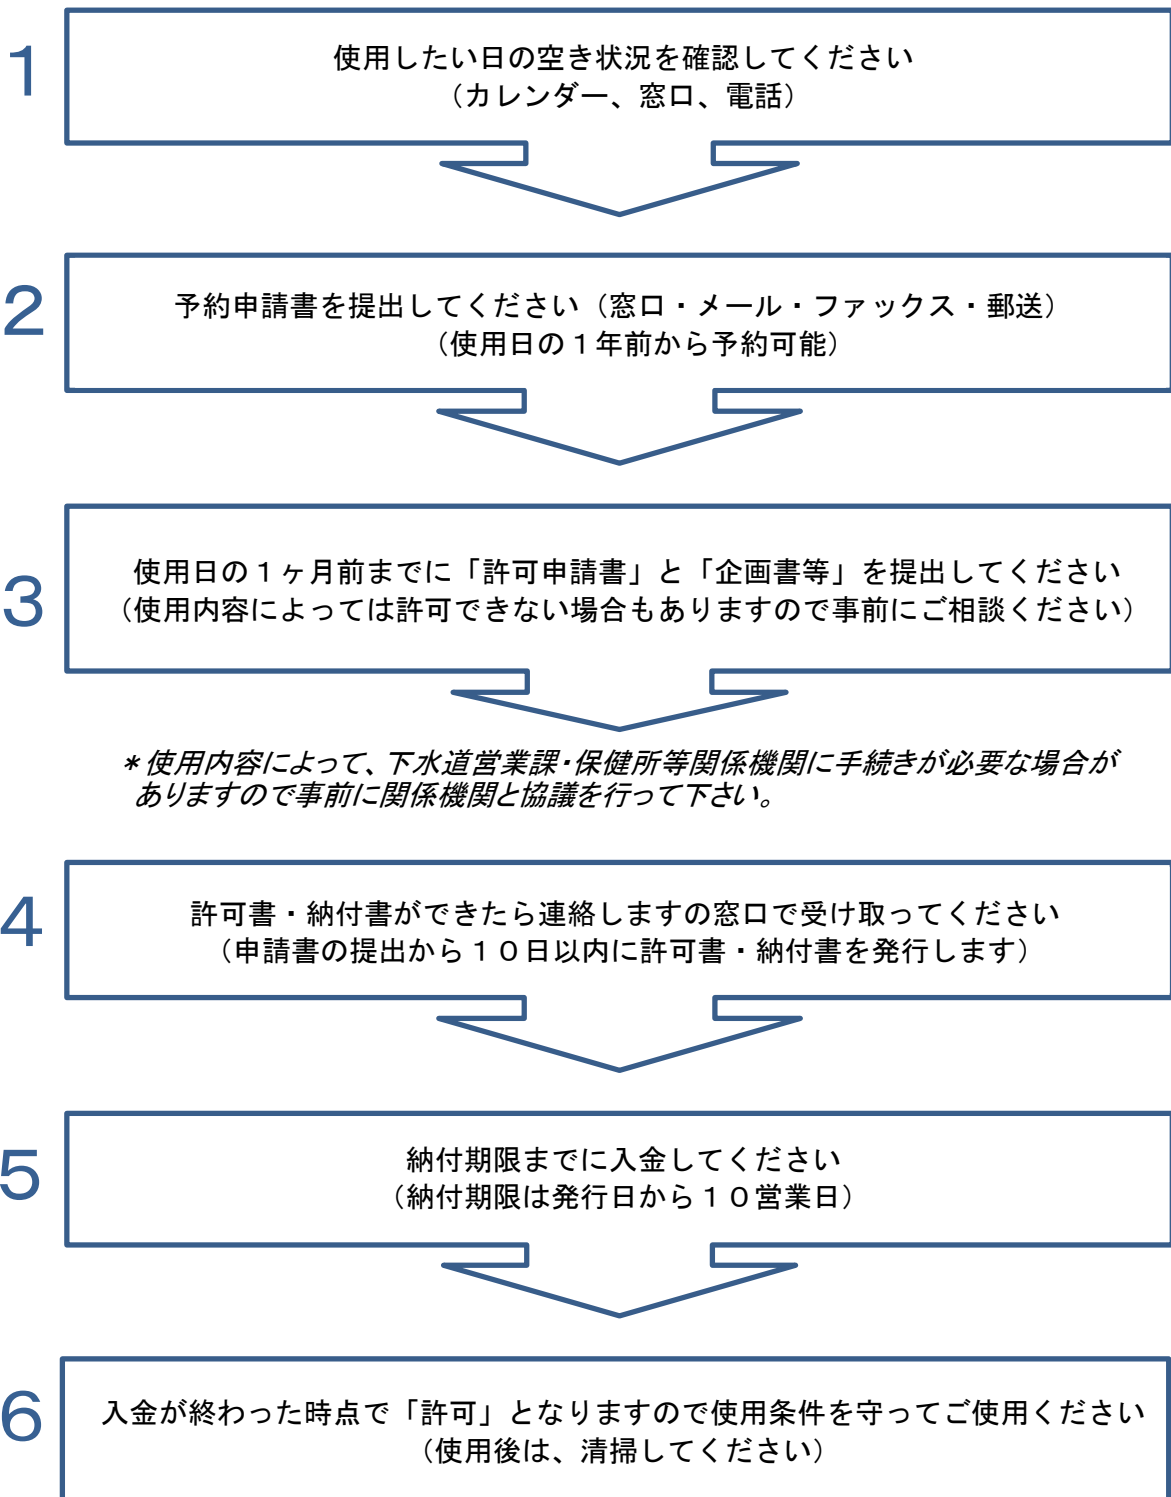 1
使用したい日の空き状況を確認してください
（カレンダー、窓口、電話）
2
予約申請書を提出してください（窓口・メール・ファックス・郵送）
（使用日の１年前から予約可能）
3
使用日の１ヶ月前までに「許可申請書」と「企画書等」を提出してください
（使用内容によっては許可できない場合もありますので事前にご相談ください）
＊使用内容によって、下水道営業課・保健所等関係機関に手続きが必要な場合が
ありますので事前に関係機関と協議を行って下さい。
4
許可書・納付書ができたら連絡しますの窓口で受け取ってください
（申請書の提出から１０日以内に許可書・納付書を発行します）
5
納付期限までに入金してください
（納付期限は発行日から１０営業日）
6
入金が終わった時点で「許可」となりますので使用条件を守ってご使用ください
（使用後は、清掃してください）